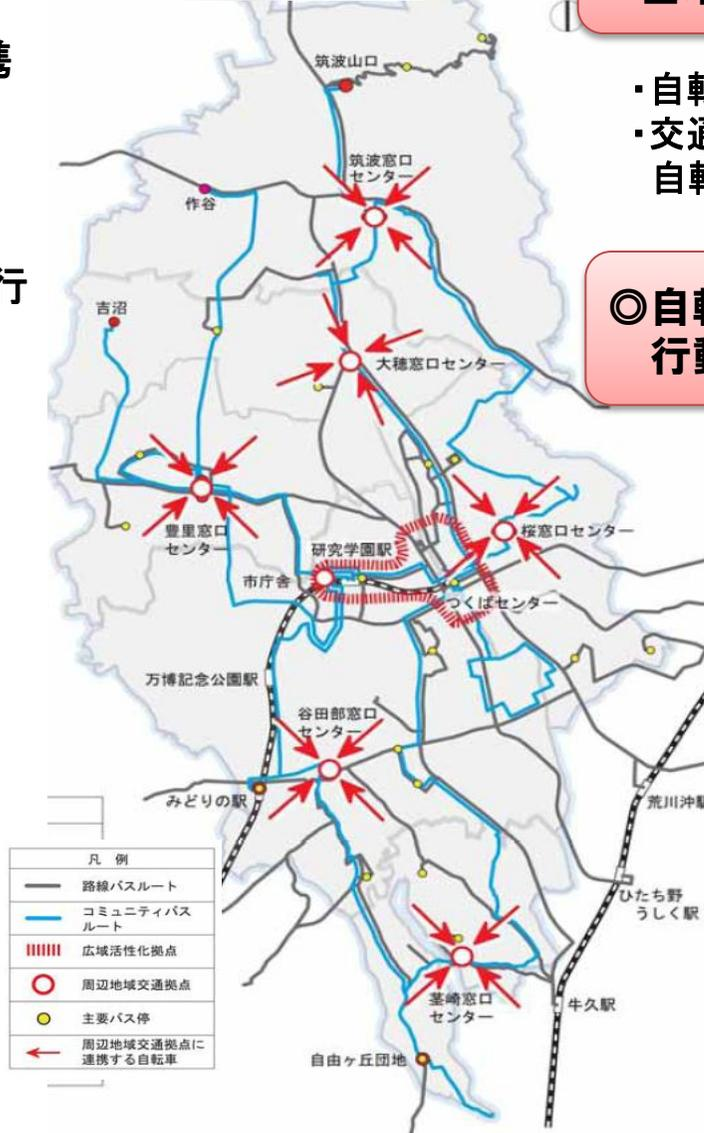 携
・自転
・交通
自転
行
◎自転
行動
筑波山口
筑波窓口
センター
作谷
吉沼
大穂窓口センター
豊里窓口
センター
研究学園駅
桜窓口センター
市庁舎
つくばセンター
万博記念公園駅
谷田部窓口
センター
みどりの駅
荒川沖駅
ひたち野
うしく駅
茎崎窓口
センター
牛久駅
自由ヶ丘団地
凡 例
路線バスルート
コミュニティバス
ルート
広域活性化拠点
周辺地域交通拠点
主要バス停
周辺地域交通拠点に
連携する自転車